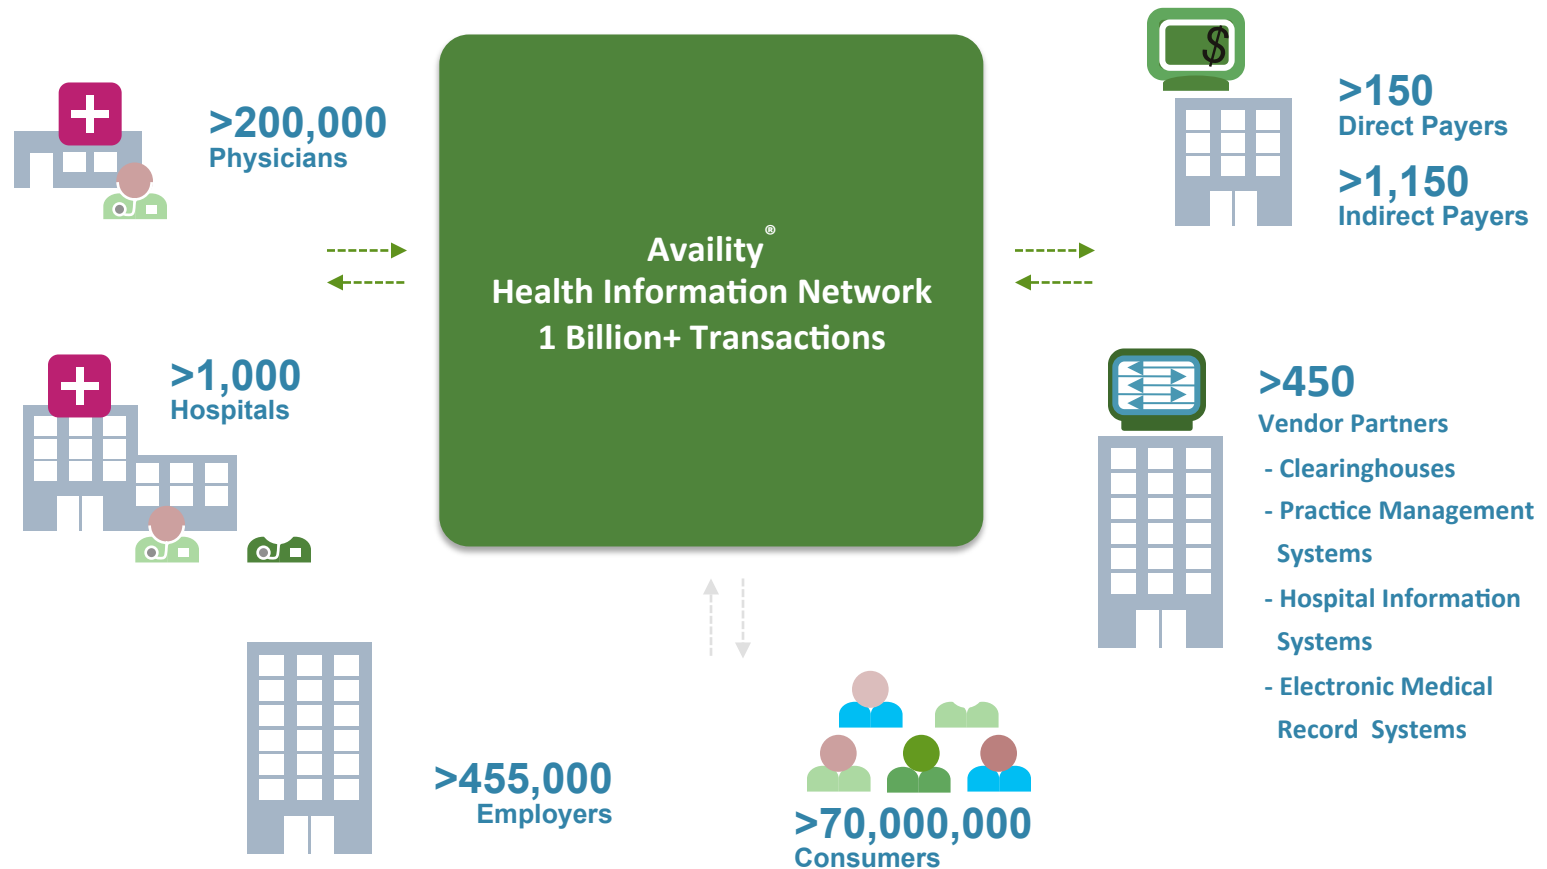 >200,000
Physicians
>1,000
Hospitals
Availity®
Health Information Network
1 Billion+ Transactions
$
>150
Direct Payers
>1,150
Indirect Payers
>450
Vendor Partners
- Clearinghouses
- Practice Management
Systems
- Hospital Information
Systems
- Electronic Medical
Record Systems
>455,000
Employers
>70,000,000
Consumers